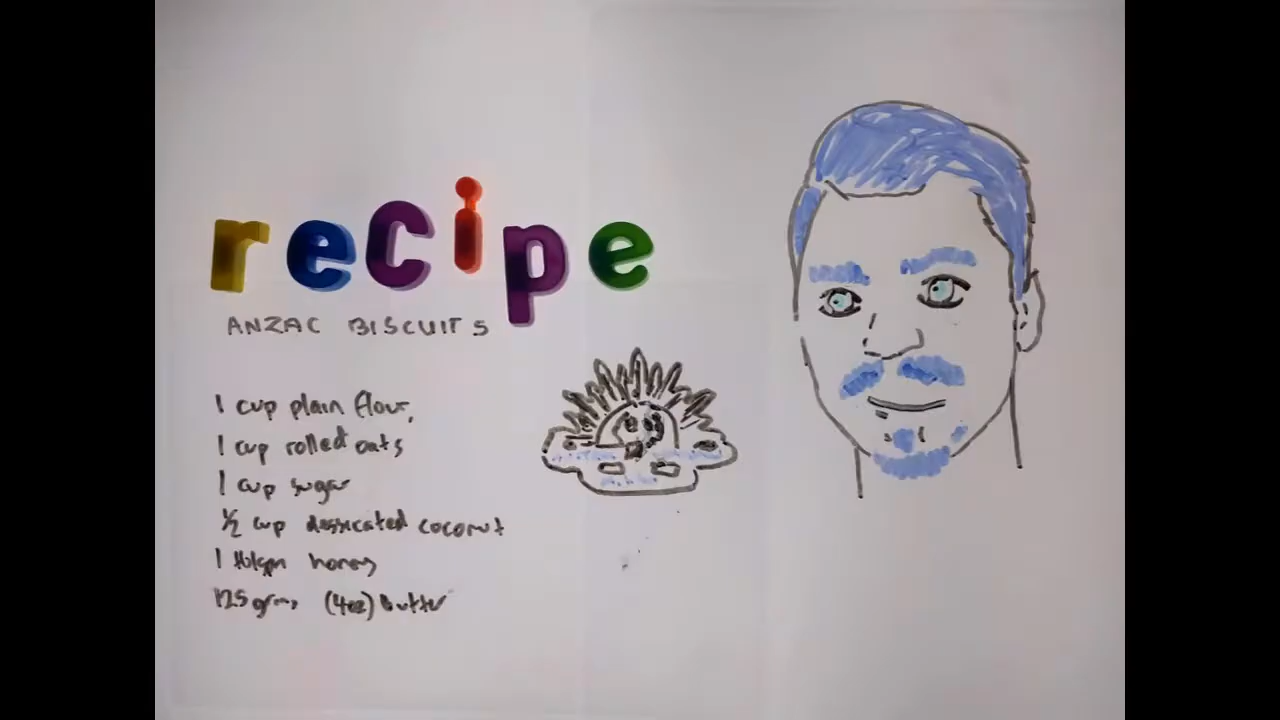 recipe
ANZAC BISCUITS
1 cup plain flour,
1 cup rolled oats
1 cup sugar
1/2 cup dessicated coconut
1 tblspn honey
125 grms (4oz) butter